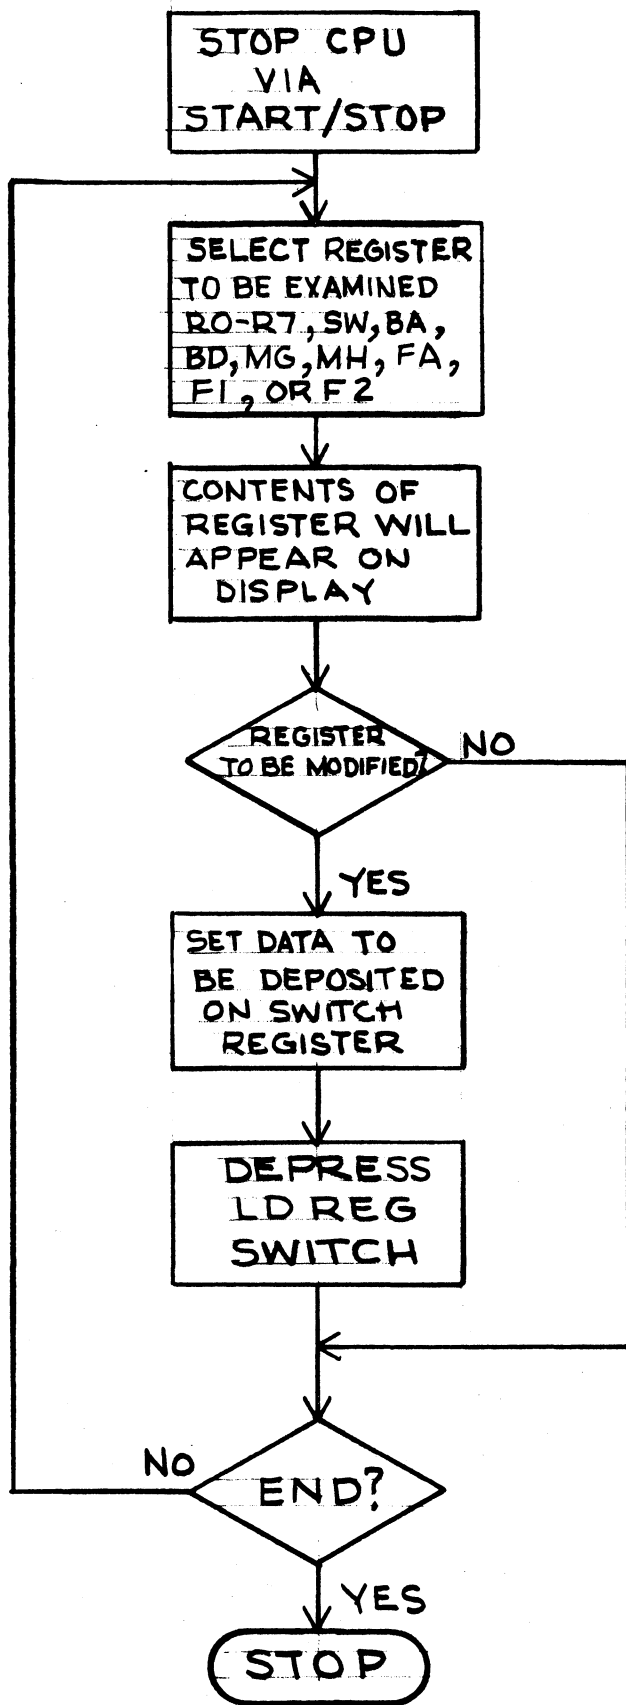 STOP CPU
VIA
START/STOP
SELECT REGISTER
TO BE EXAMINED
RO-R7, SW, BA,
BD, MG, MH, FA,
F1, OR F2
CONTENTS OF
REGISTER WILL
APPEAR ON
DISPLAY
REGISTER
TO BE MODIFIED?
NO
YES
SET DATA TO
BE DEPOSITED
ON SWITCH
REGISTER
DEPRESS
LD REG
SWITCH
NO
END?
YES
STOP